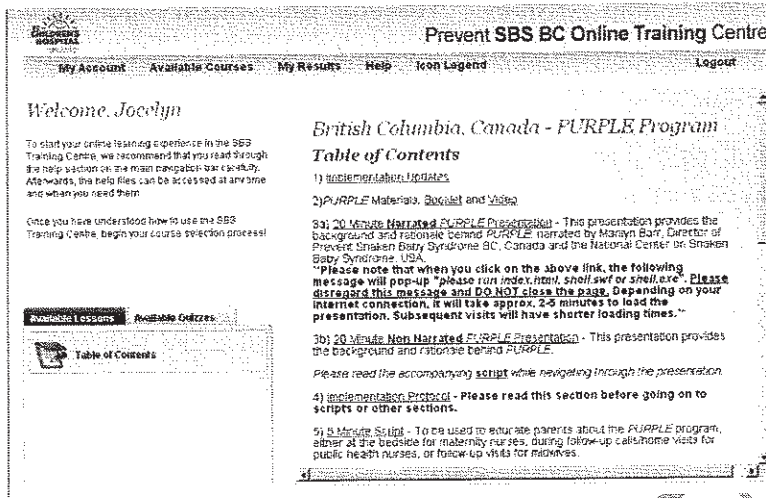 CHILDREN'S
HOSPITAL
Prevent SBS BC Online Training Centre
My Account Available Courses My Results Help Icon Legend Logout
Welcome, Jocelyn
To start your online learning experience in the SBS
Training Centre, we recommend that you read through
the help section on the main navigation bar carefully.
Afterwards, the help files can be accessed at anytime
and when you need them
Once you have understood how to use the SBS
Training Centre, begin your course selection process!
Available Lessons Available Quizzes
Table of Contents
British Columbia, Canada - PURPLE Program
Table of Contents
1) Implementation Updates
2)PURPLE Materials, Booklet and Video
3a) 20 Minute Narrated PURPLE Presentation - This presentation provides the
background and rationale behind PURPLE, narrated by Marilyn Barr, Director of
Prevent Shaken Baby Syndrome BC, Canada and the National Center on Shaken
Baby Syndrome, USA.
**Please note that when you click on the above link, the following
message will pop-up "please run index.html, shell.swf or shell.exe". Please
disregard this message and DO NOT close the page. Depending on your
internet connection, it will take approx. 2-5 minutes to load the
presentation. Subsequent visits will have shorter loading times.**
3b) 20 Minute Non Narrated PURPLE Presentation - This presentation provides
the background and rationale behind PURPLE.
Please read the accompanying script while navigating through the presentation.
4) Implementation Protocol - Please read this section before going on to
scripts or other sections.
5) 5 Minute Script - To be used to educate parents about the PURPLE program,
either at the bedside for maternity nurses, during follow-up calls/home visits for
public health nurses, or follow-up visits for midwives.